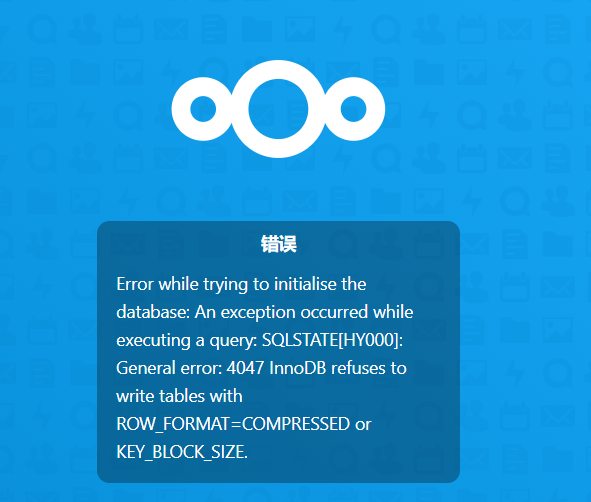 错误
Error while trying to initialise the
database: An exception occurred while
executing a query: SQLSTATE[HY000]:
General error: 4047 InnoDB refuses to
write tables with
ROW_FORMAT=COMPRESSED or
KEY_BLOCK_SIZE.